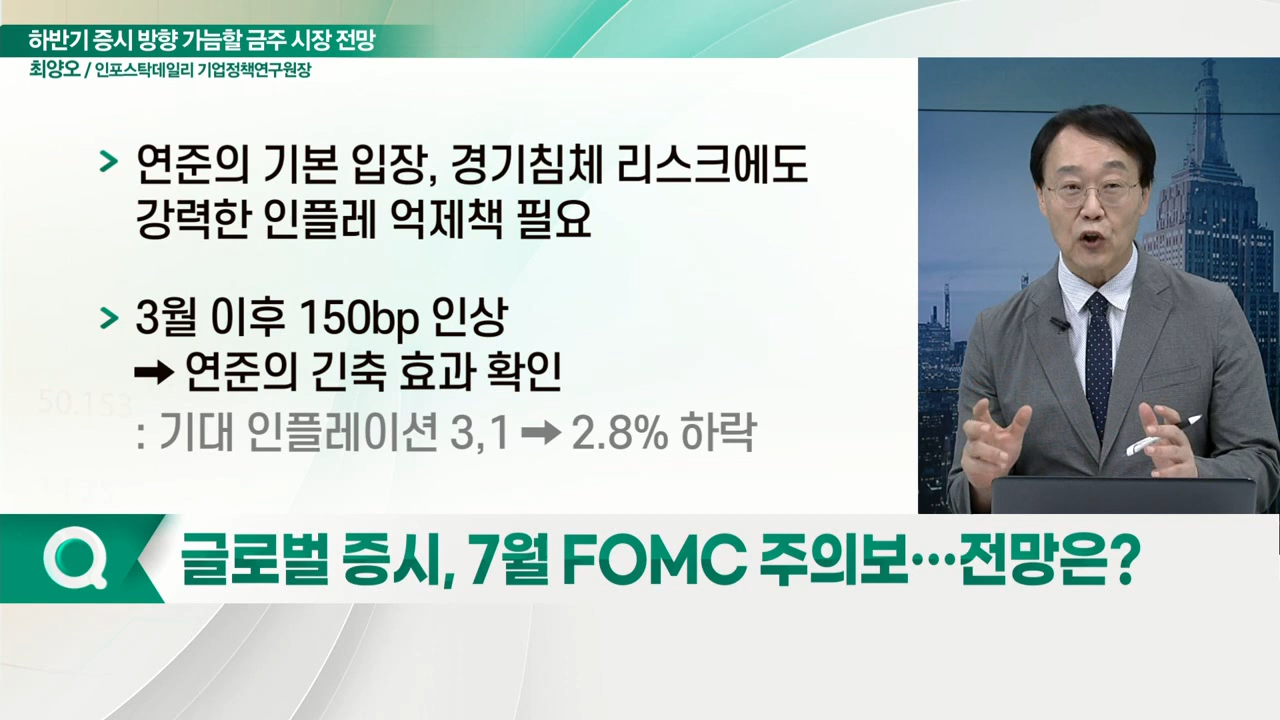 하반기 증시 방향 가늠할 금주 시장 전망
최양오 / 인포스탁데일리 기업정책연구원장
> 연준의 기본 입장, 경기침체 리스크에도
강력한 인플레 억제책 필요
> 3월 이후 150bp 인상
➡ 연준의 긴축 효과 확인
50.153
: 기대 인플레이션 3,1 ➡ 2.8% 하락
Q 글로벌 증시, 7월 FOMC 주의보…전망은?